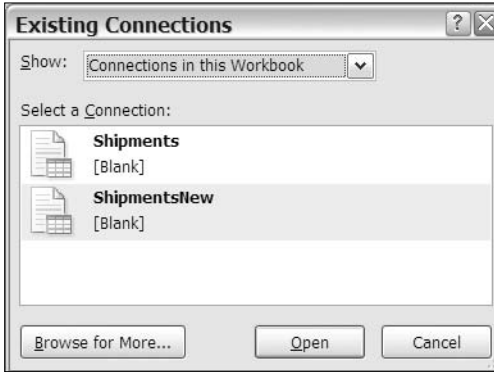 Existing Connections
Show: Connections in this Workbook
Select a Connection:
Shipments
[Blank]
ShipmentsNew
[Blank]
Browse for More... Open Cancel